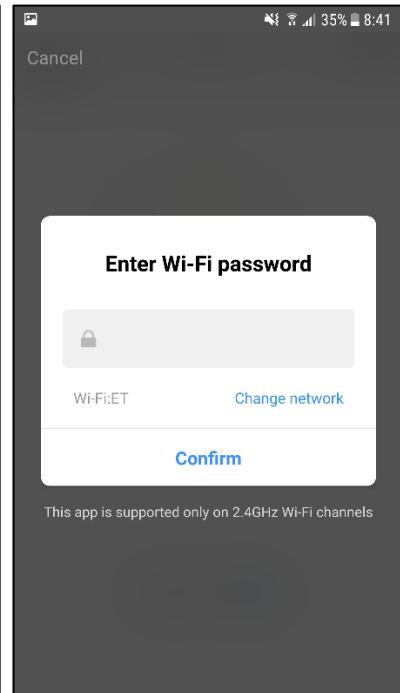 35% 8:41
Cancel
Enter Wi-Fi password
Wi-Fi:ET Change network
Confirm
This app is supported only on 2.4GHz Wi-Fi channels